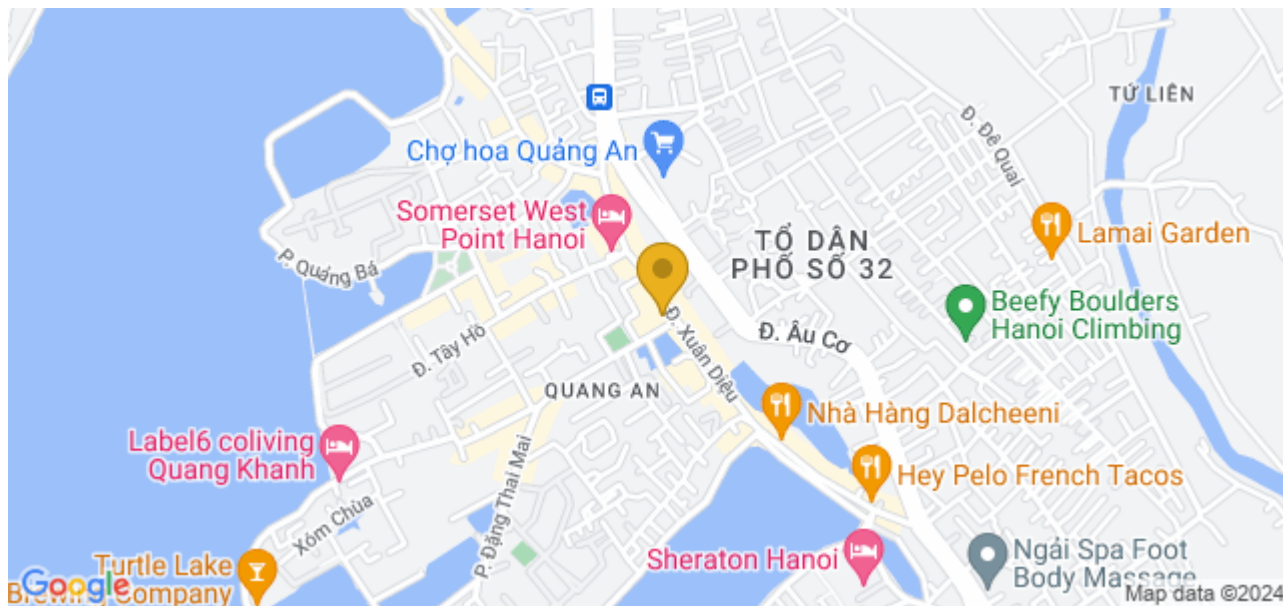 TỨ LIÊN
Đ. Đê Quai
Chợ hoa Quảng An
Somerset West
Point Hanoi
TỔ DÂN
PHỐ SỐ 32
Lamai Garden
P. Quảng Bá
Beefy Boulders
Hanoi Climbing
Đ. Xuân Diệu
Đ. Âu Cơ
Đ. Tây Hồ
QUANG AN
Nhà Hàng Dalcheeni
Label6 coliving
Quang Khanh
P. Đặng Thai Mai
Hey Pelo French Tacos
Xóm Chùa
Sheraton Hanoi
Ngải Spa Foot
Body Massage
Turtle Lake
Brewing Company
Google
Map data ©2024